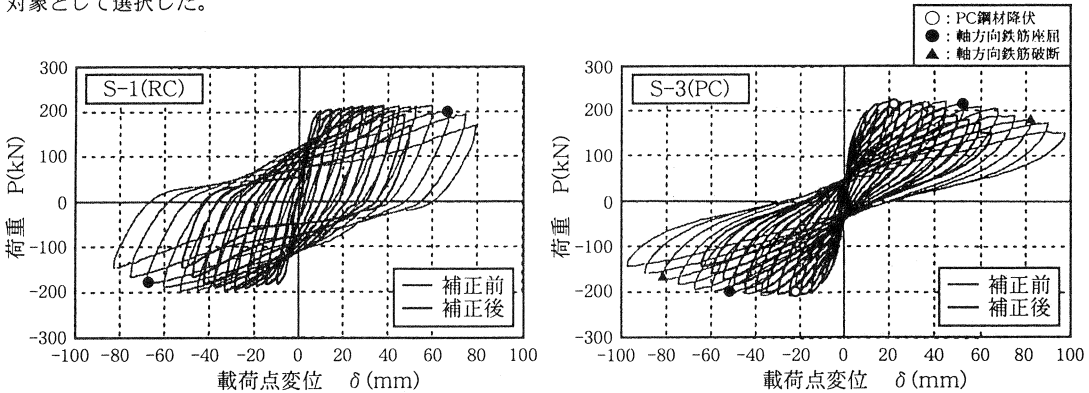 対象として選択した。
○：PC鋼材降伏
●：軸方向鉄筋座屈
▲：軸方向鉄筋破断
S-1(RC)
荷重 P(kN)
300
200
100
0
-100
-200
-300
-100 -80 -60 -40 -20 0 20 40 60 80 100
載荷点変位 δ(mm)
補正前
補正後
S-3(PC)
荷重 P(kN)
300
200
100
0
-100
-200
-300
-100 -80 -60 -40 -20 0 20 40 60 80 100
載荷点変位 δ(mm)
補正前
補正後